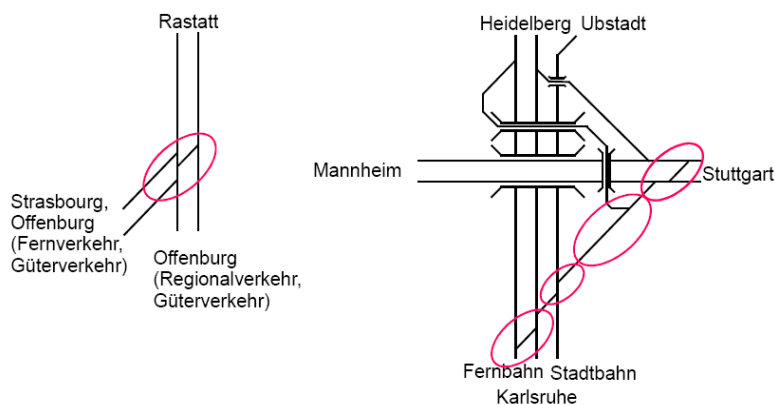 Rastatt
Strasbourg,
Offenburg
(Fernverkehr,
Güterverkehr)
Offenburg
(Regionalverkehr,
Güterverkehr)
Heidelberg Ubstadt
Mannheim
Stuttgart
Fernbahn Stadtbahn
Karlsruhe